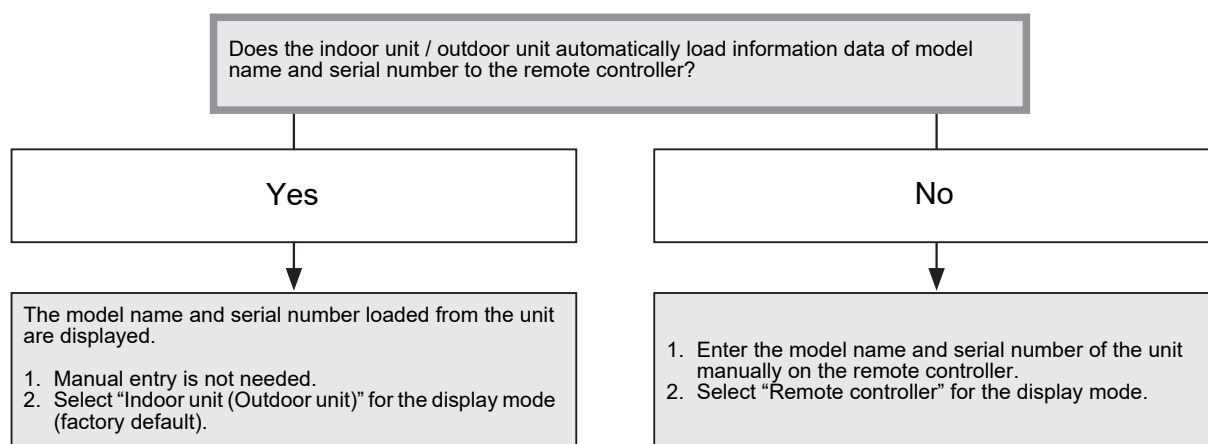 Does the indoor unit / outdoor unit automatically load information data of model
name and serial number to the remote controller?
Yes
No
The model name and serial number loaded from the unit
are displayed.
1. Manual entry is not needed.
2. Select “Indoor unit (Outdoor unit)” for the display mode
(factory default).
1. Enter the model name and serial number of the unit
manually on the remote controller.
2. Select “Remote controller” for the display mode.